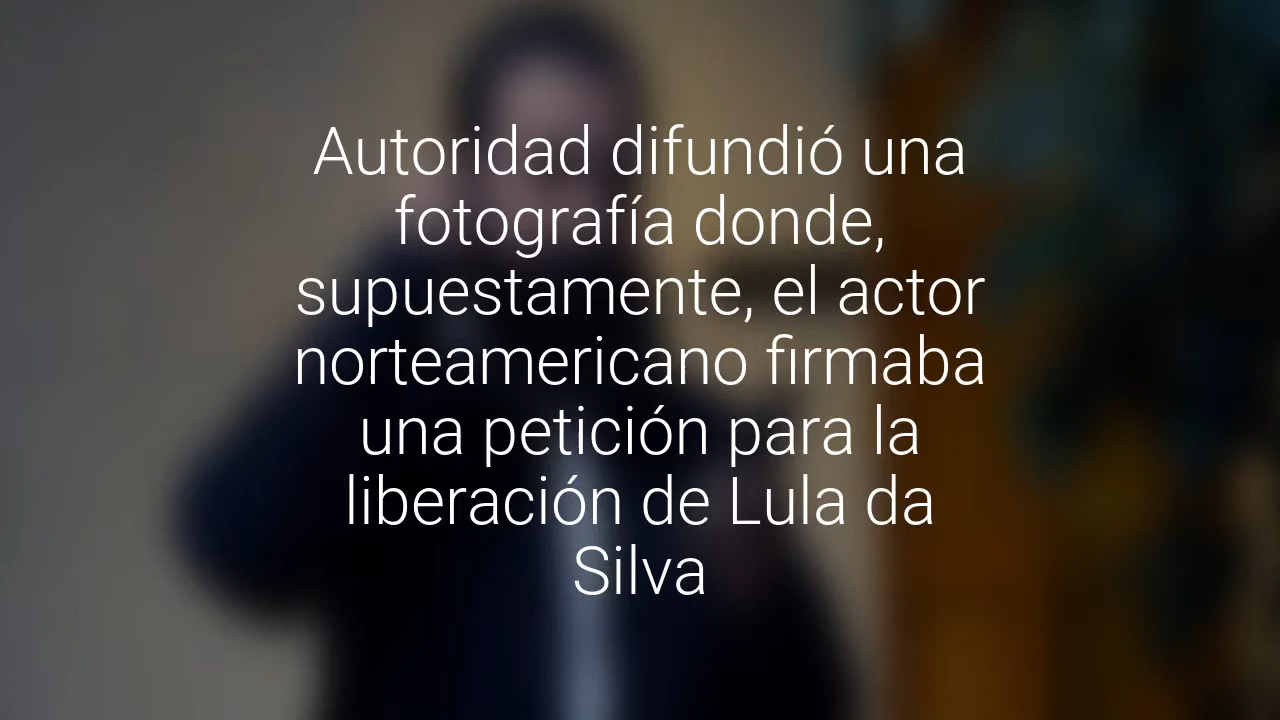 Autoridad difundió una
fotografía donde,
supuestamente, el actor
norteamericano firmaba
una petición para la
liberación de Lula da
Silva